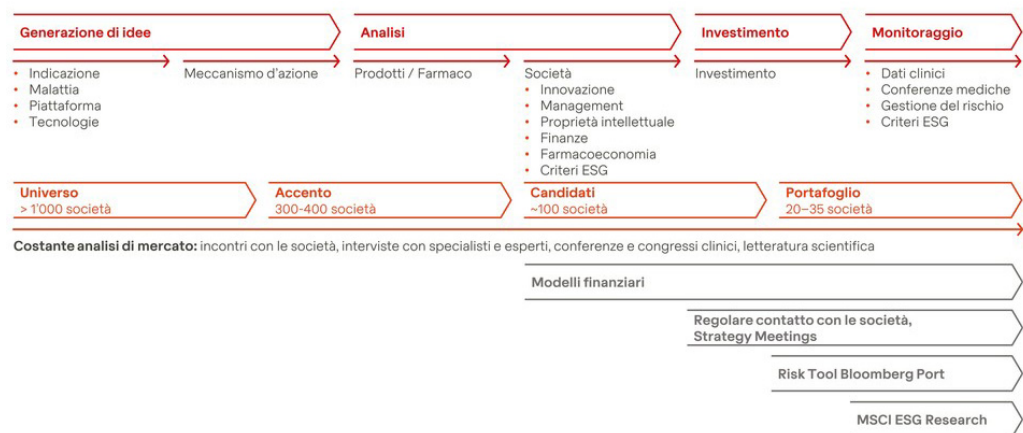 Generazione di idee
Analisi
Investimento
Monitoraggio
• Indicazione
• Malattia
• Piattaforma
• Tecnologie
Meccanismo d'azione
Prodotti / Farmaco
Società
• Innovazione
• Management
• Proprietà intellettuale
• Finanze
• Farmacoeconomia
• Criteri ESG
Investimento
• Dati clinici
• Conferenze mediche
• Gestione del rischio
• Criteri ESG
Universo
> 1'000 società
Accento
300-400 società
Candidati
~100 società
Portafoglio
20–35 società
Costante analisi di mercato: incontri con le società, interviste con specialisti e esperti, conferenze e congressi clinici, letteratura scientifica
Modelli finanziari
Regolare contatto con le società,
Strategy Meetings
Risk Tool Bloomberg Port
MSCI ESG Research